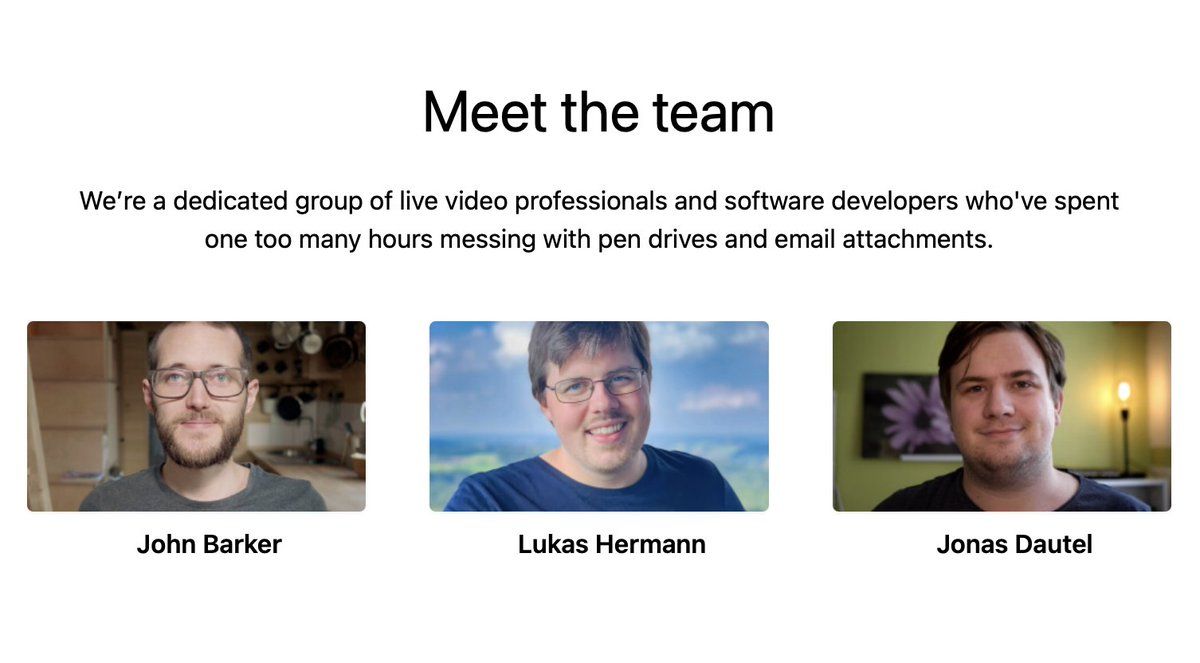 Meet the team
We’re a dedicated group of live video professionals and software developers who've spent
one too many hours messing with pen drives and email attachments.
John Barker
Lukas Hermann
Jonas Dautel